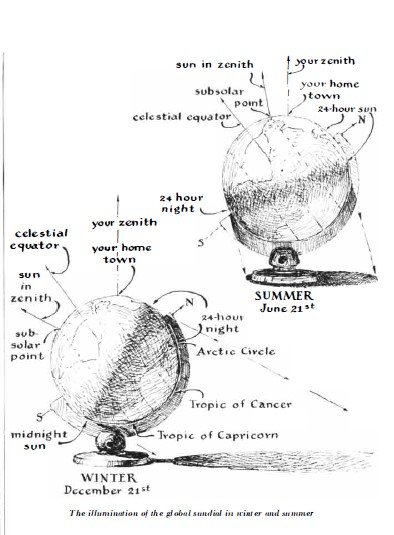 sun in zenith
your zenith
subsolar
point
your home
town
celestial equator
24-hour sun
N
24 hour
night
S
SUMMER
June 21st
celestial
equator
your zenith
your home
town
sun
in
zenith
N
24-hour
night
sub-
solar
point
Arctic Circle
Tropic of Cancer
S
midnight
sun
Tropic of Capricorn
WINTER
December 21st
The illumination of the global sundial in winter and summer